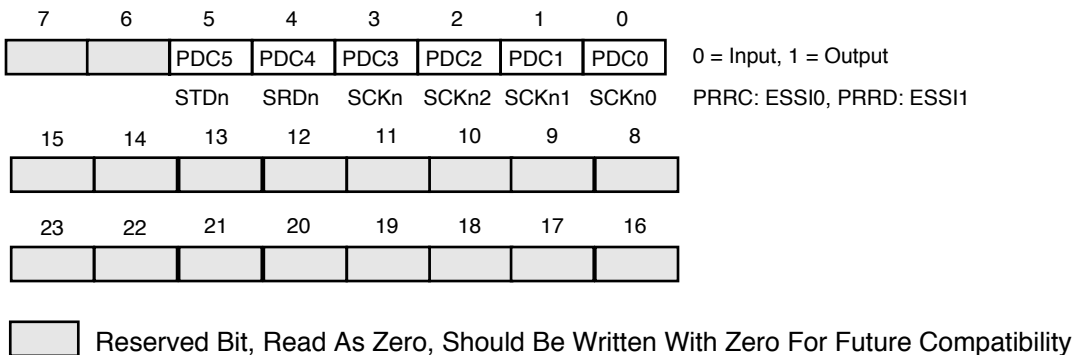 7 6 5 4 3 2 1 0
PDC5 PDC4 PDC3 PDC2 PDC1 PDC0 0 = Input, 1 = Output
STDn SRDn SCKn SCKn2 SCKn1 SCKn0 PRRC: ESSI0, PRRD: ESSI1
15 14 13 12 11 10 9 8
23 22 21 20 19 18 17 16
Reserved Bit, Read As Zero, Should Be Written With Zero For Future Compatibility